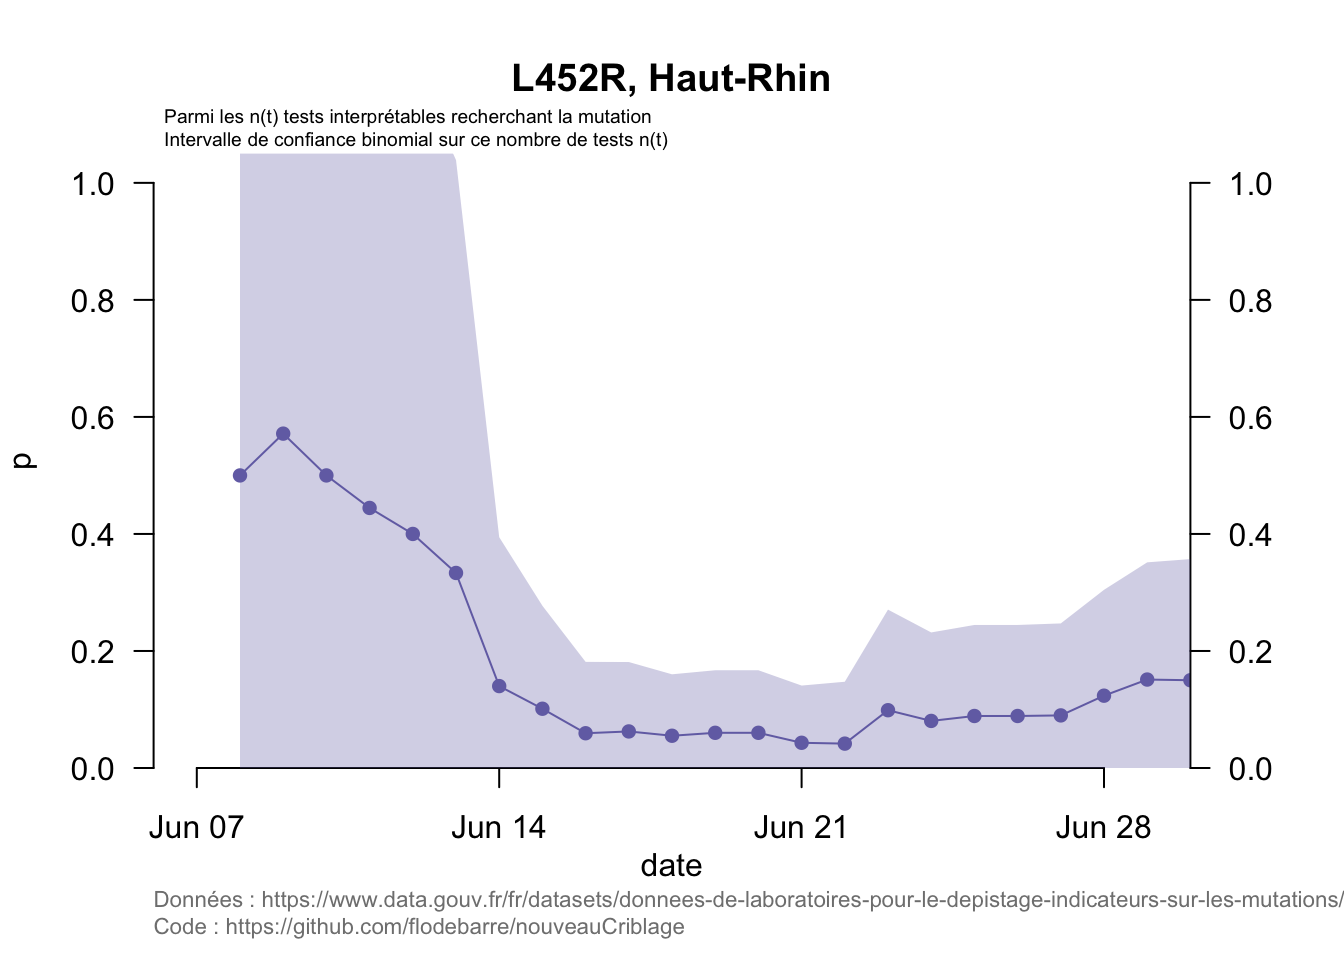 L452R, Haut-Rhin
Parmi les n(t) tests interprétables recherchant la mutation
Intervalle de confiance binomial sur ce nombre de tests n(t)
1.0 1.0
0.8 0.8
0.6 0.6
p
0.4 0.4
0.2 0.2
0.0 0.0
Jun 07 Jun 14 Jun 21 Jun 28
date
Données : https://www.data.gouv.fr/fr/datasets/donnees-de-laboratoires-pour-le-depistage-indicateurs-sur-les-mutations/
Code : https://github.com/flodebarre/nouveauCriblage